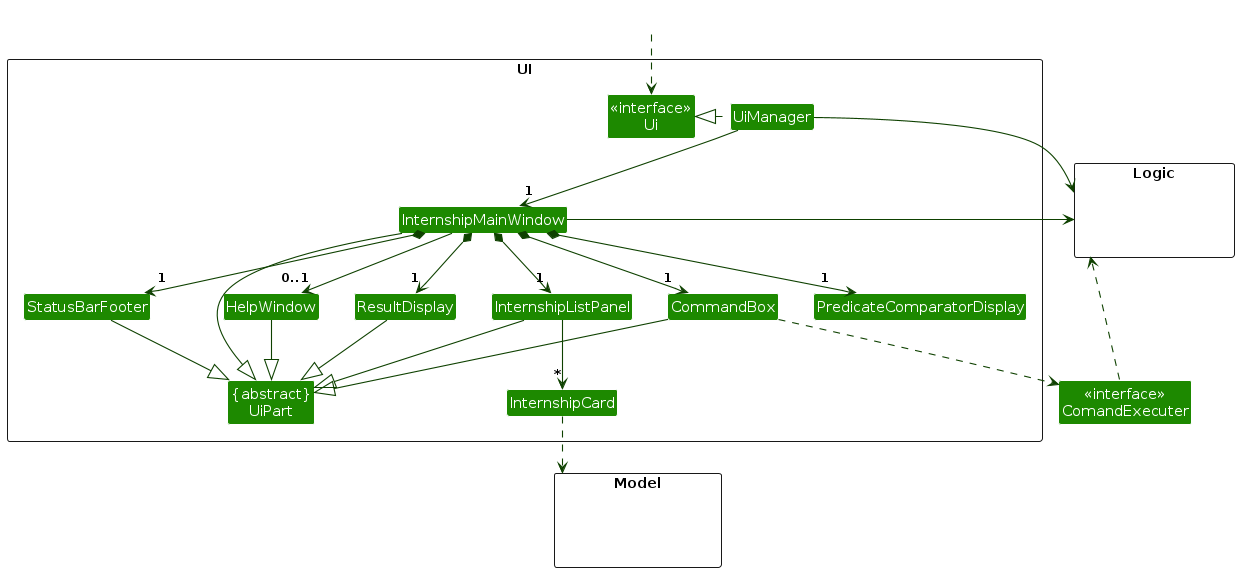 UI
«interface»
Ui
UiManager
Logic
1
InternshipMainWindow
1
0..1
1
1
1
1
StatusBarFooter
HelpWindow
ResultDisplay
InternshipListPanel
CommandBox
PredicateComparatorDisplay
*
{abstract}
UiPart
InternshipCard
«interface»
ComandExecuter
Model